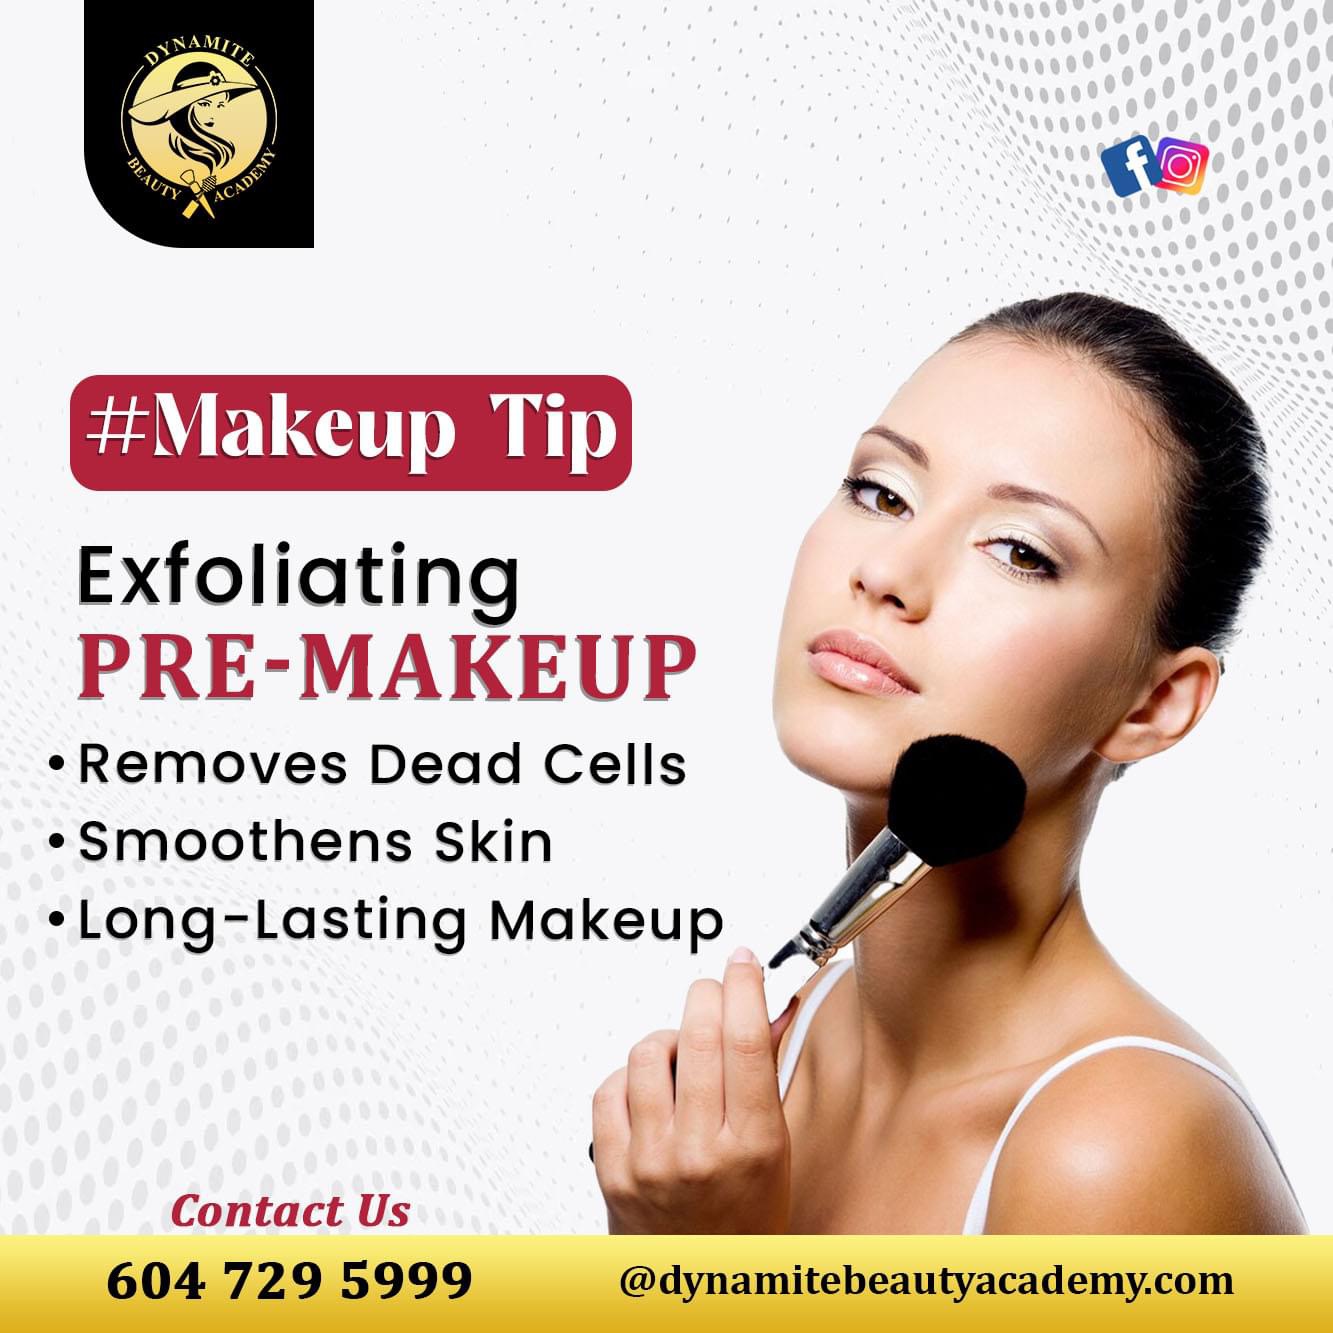 DYNAMITE
BEAUTY ACADEMY
#Makeup Tip
Exfoliating
PRE-MAKEUP
• Removes Dead Cells
• Smoothens Skin
• Long-Lasting Makeup
Contact Us
604 729 5999
@dynamitebeautyacademy.com